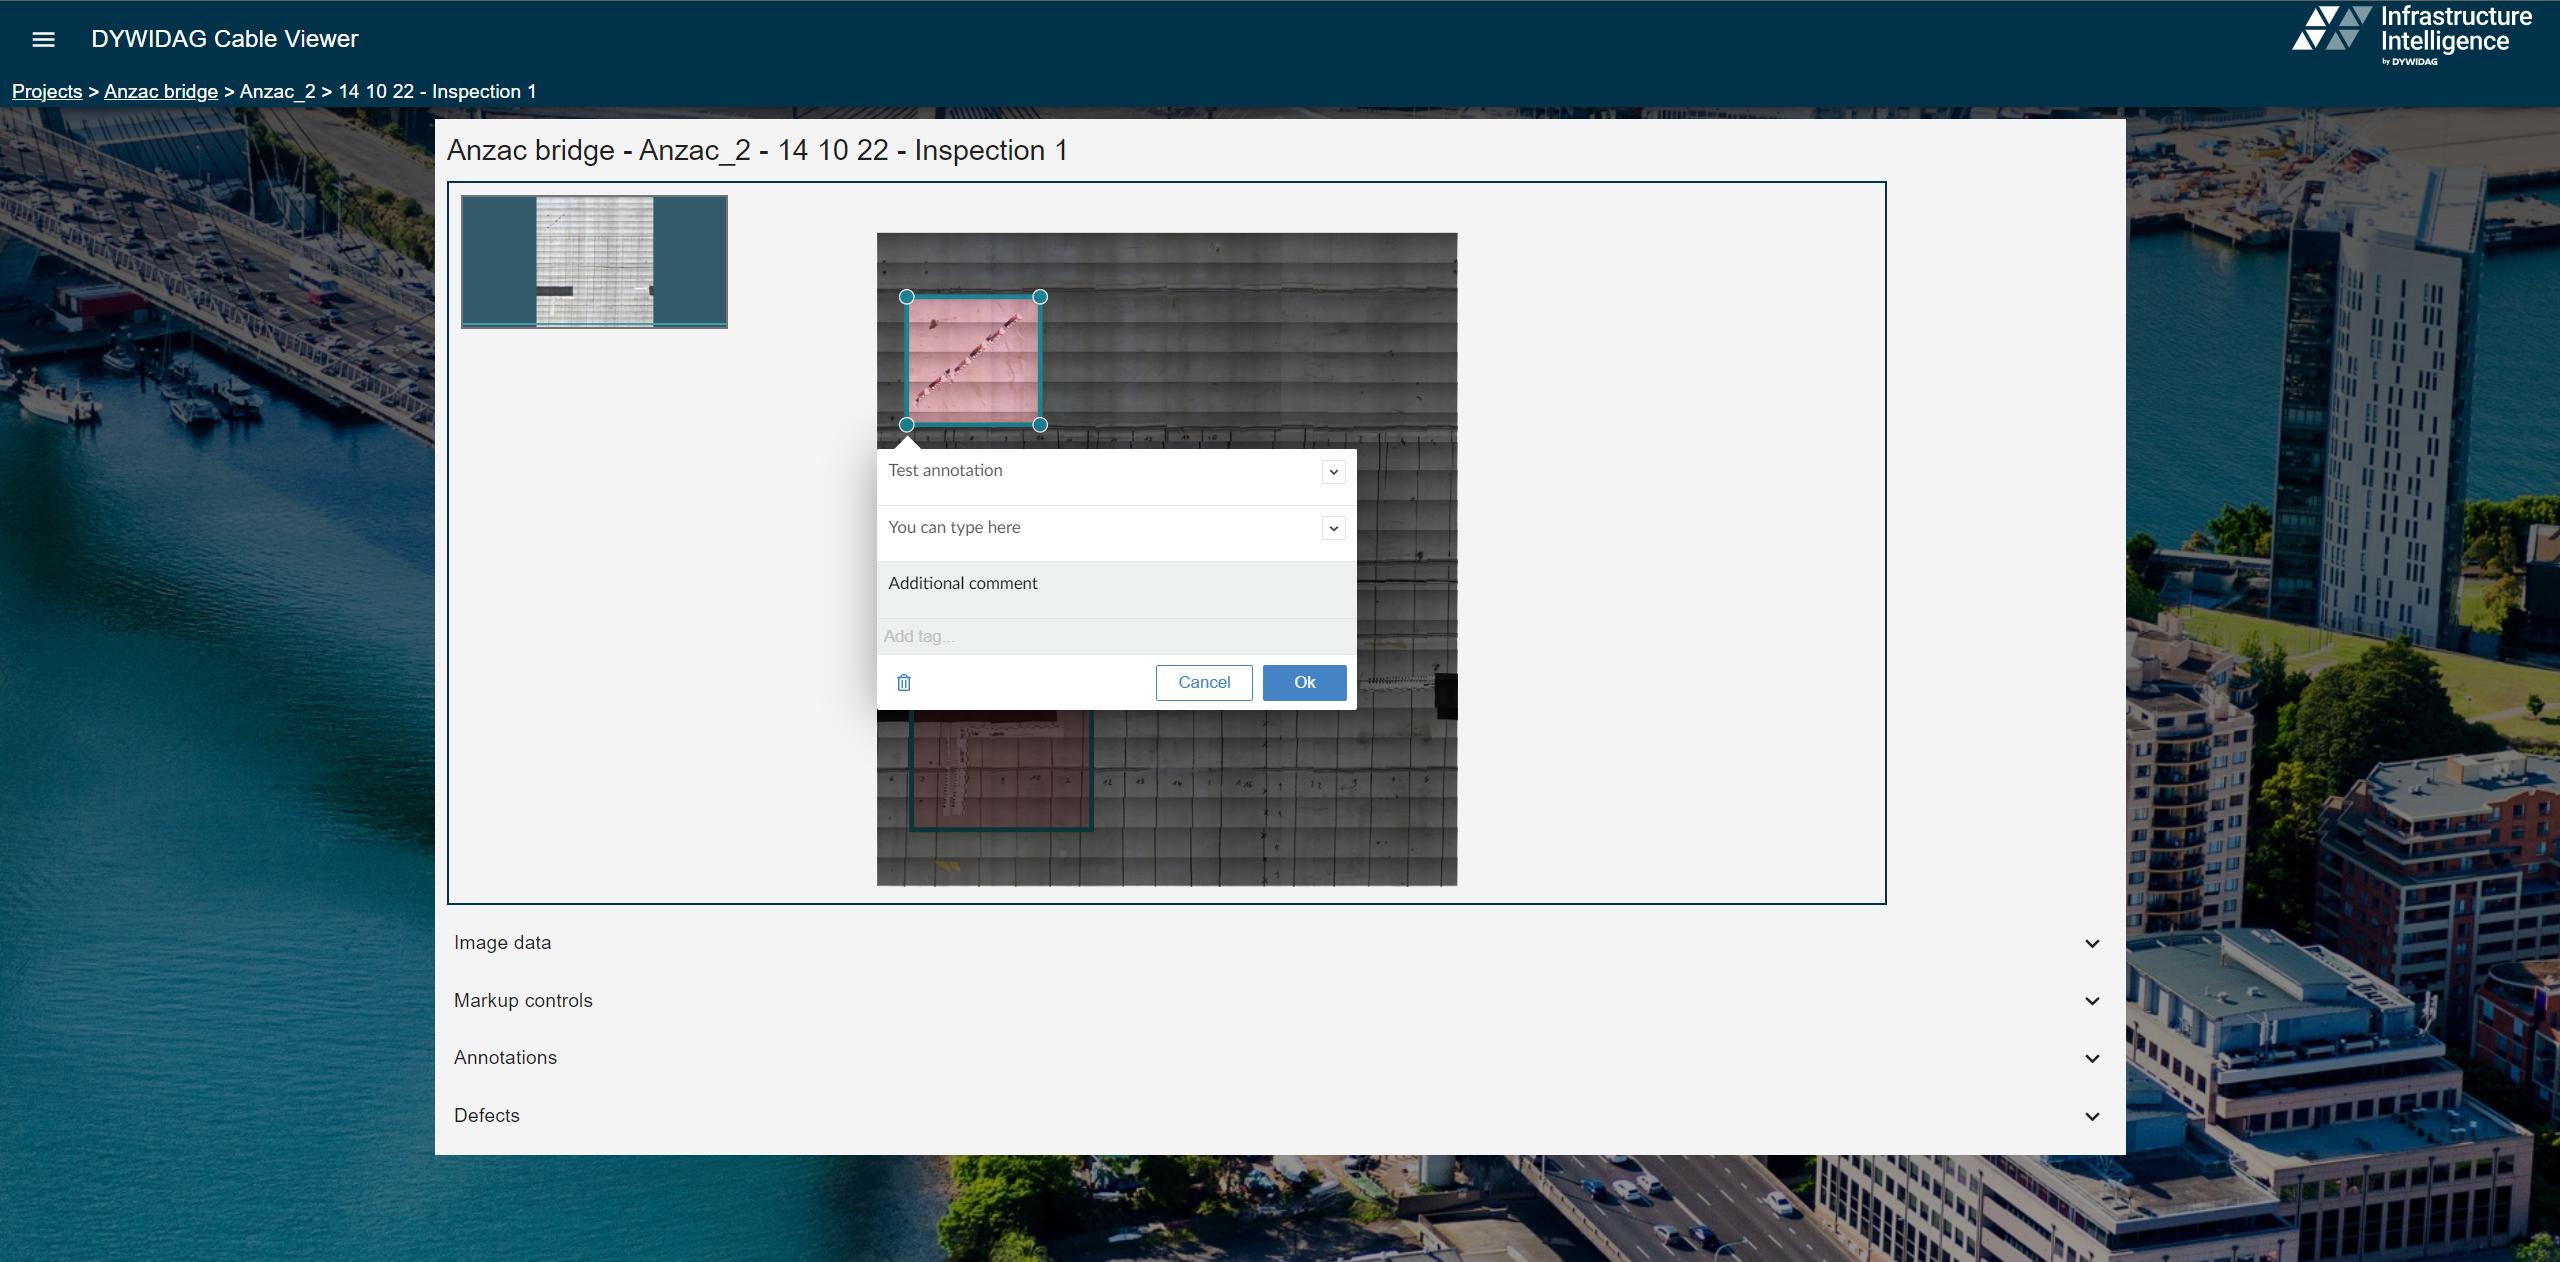 DYWIDAG Cable Viewer
Infrastructure
Intelligence
by DYWIDAG
Projects > Anzac bridge > Anzac_2 > 14 10 22 - Inspection 1
Anzac bridge - Anzac_2 - 14 10 22 - Inspection 1
Test annotation
You can type here
Additional comment
Add tag...
Cancel
Ok
Image data
Markup controls
Annotations
Defects